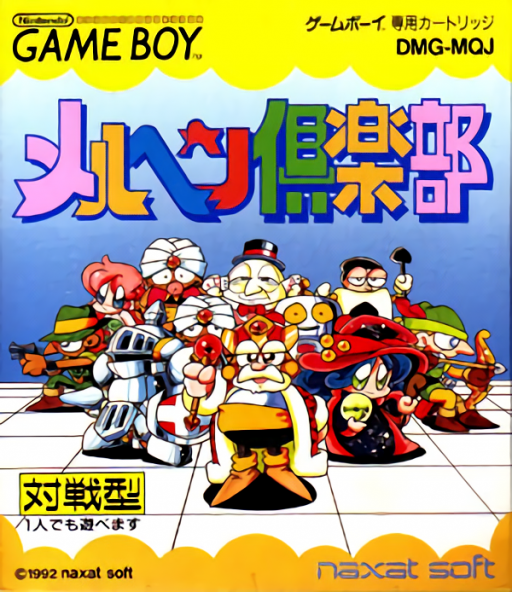 Nintendo
GAME BOY
ゲームボーイ専用カートリッジ
DMG-MQJ
メルヘン倶楽部
対戦型
1人でも遊べます
©1992 naxat soft
naxat soft